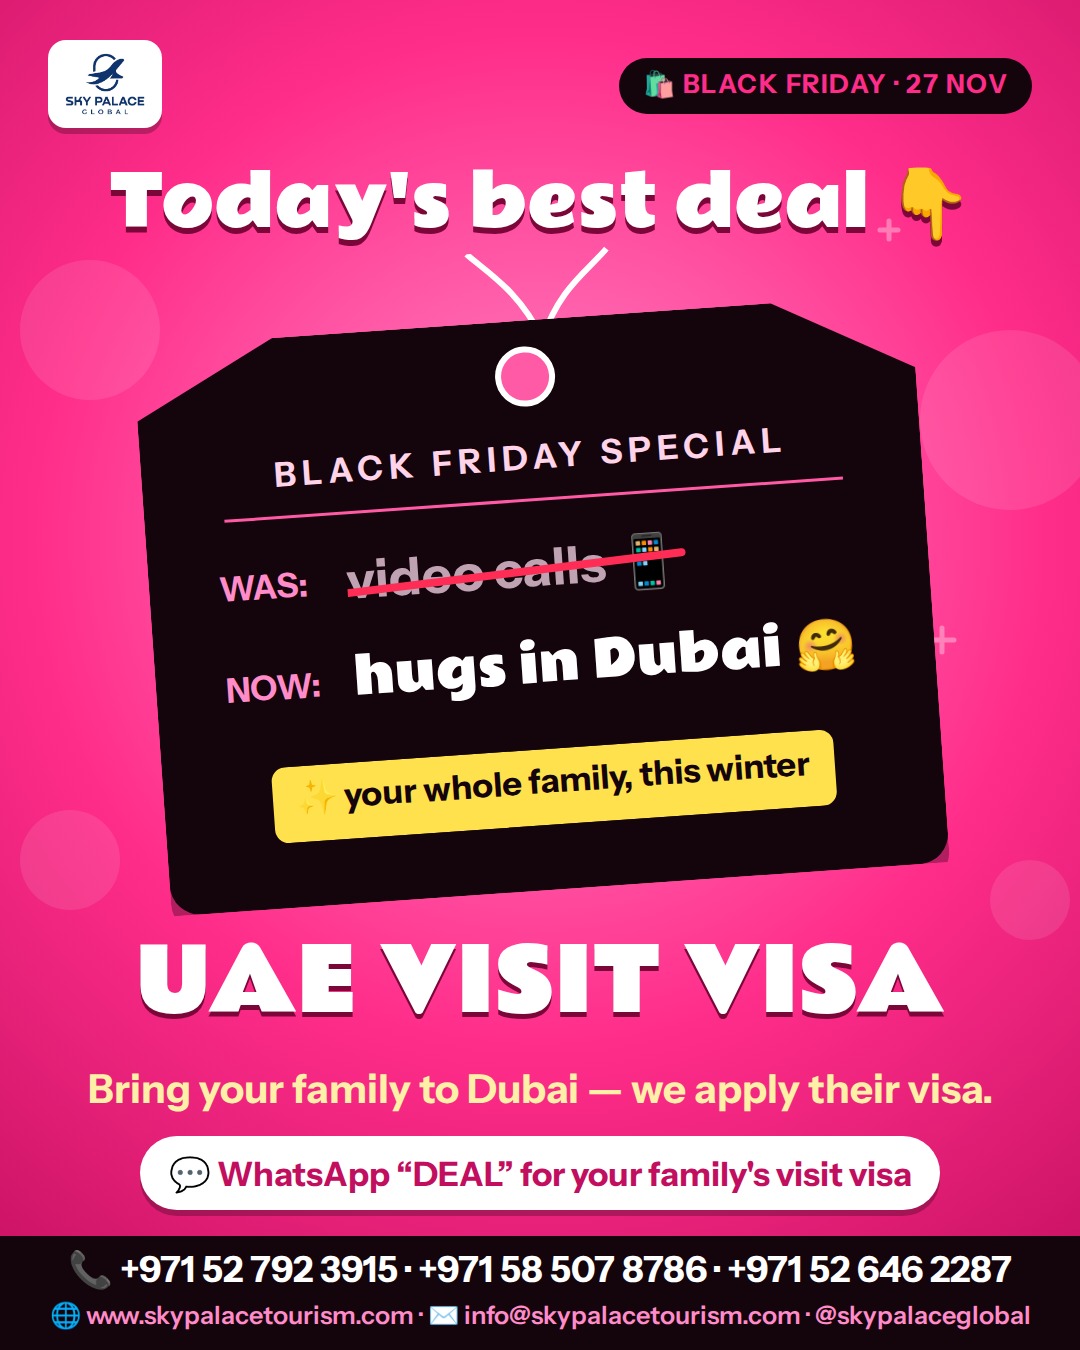 SKY PALACE
GLOBAL
🛍️ BLACK FRIDAY · 27 NOV
Today's best deal 👇
BLACK FRIDAY SPECIAL
WAS: video calls 📱
NOW: hugs in Dubai 🤗
✨ your whole family, this winter
UAE VISIT VISA
Bring your family to Dubai — we apply their visa.
💬 WhatsApp “DEAL” for your family's visit visa
📞 +971 52 792 3915 · +971 58 507 8786 · +971 52 646 2287
🌐 www.skypalacetourism.com · ✉️ info@skypalacetourism.com · @skypalaceglobal